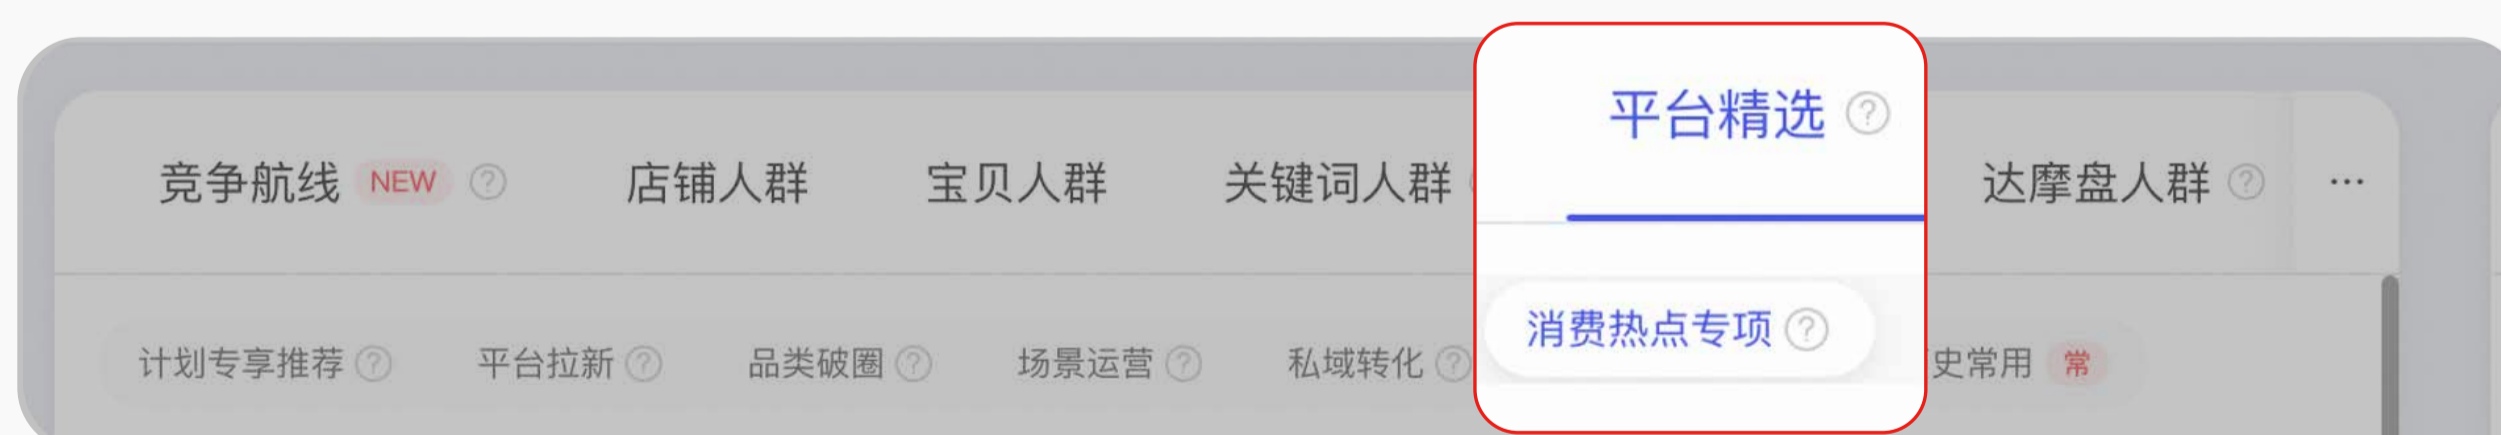 平台精选
竞争航线 NEW 店铺人群 宝贝人群 关键词人群 达摩盘人群 ...
消费热点专项
计划专享推荐 平台拉新 品类破圈 场景运营 私域转化 史常用 常